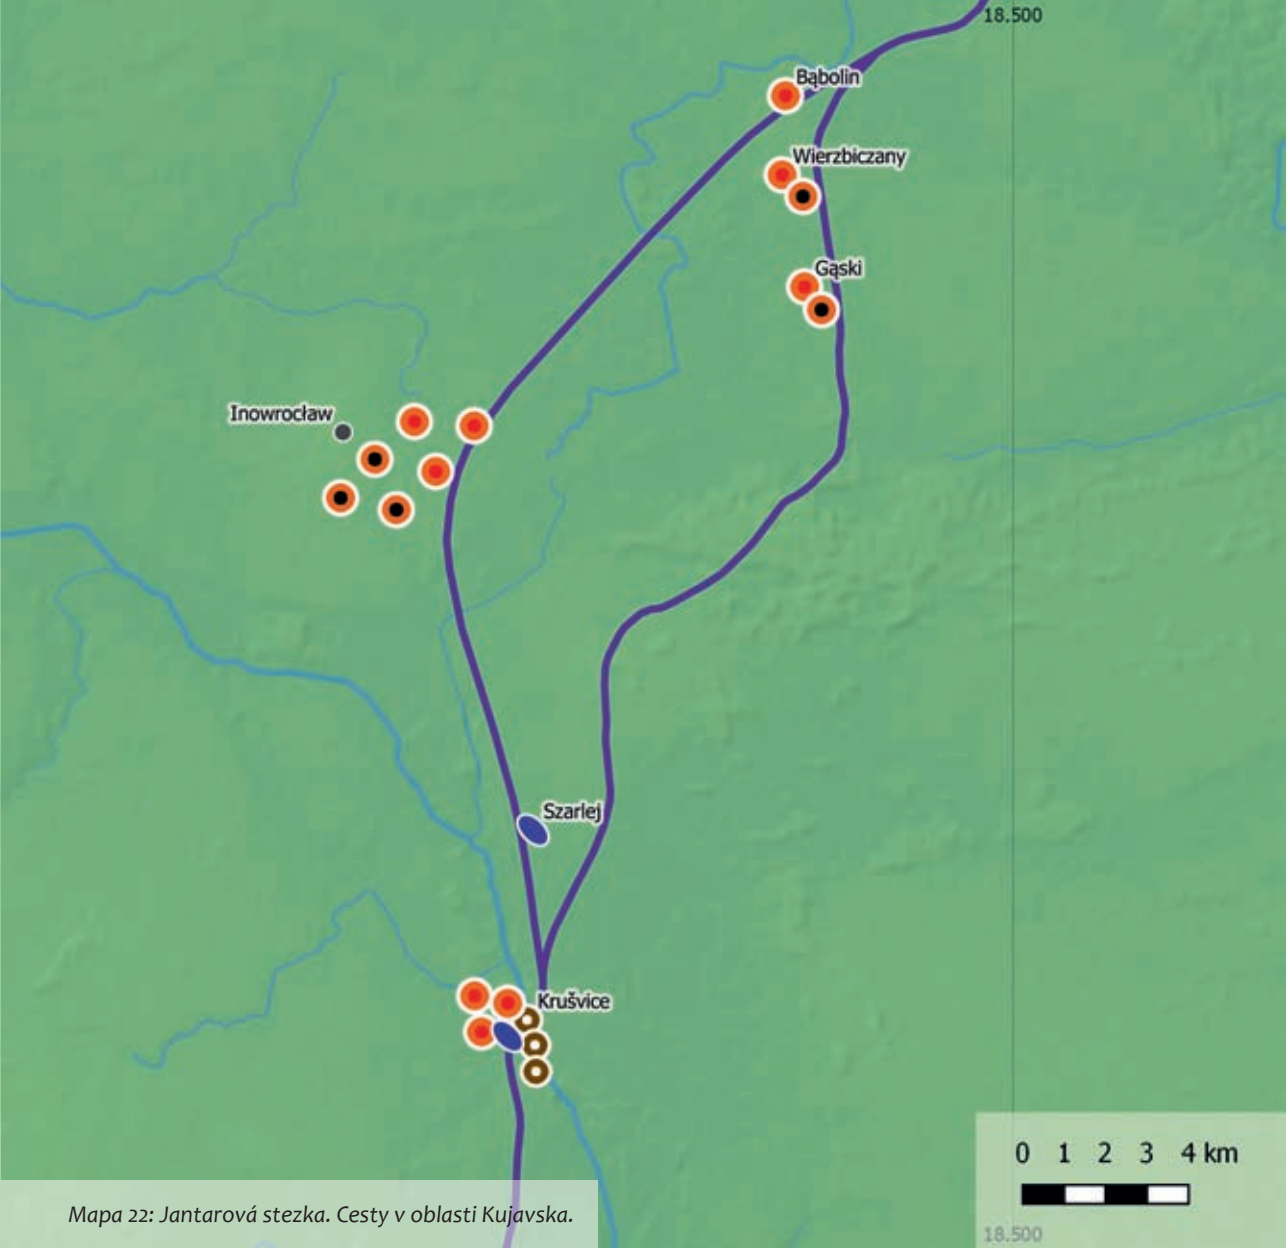 18.500
Bąbolin
Wierzbiczany
Gąski
Inowrocław
Szarlej
Krušvice
0 1 2 3 4 km
Mapa 22: Jantarová stezka. Cesty v oblasti Kujavska.
18.500